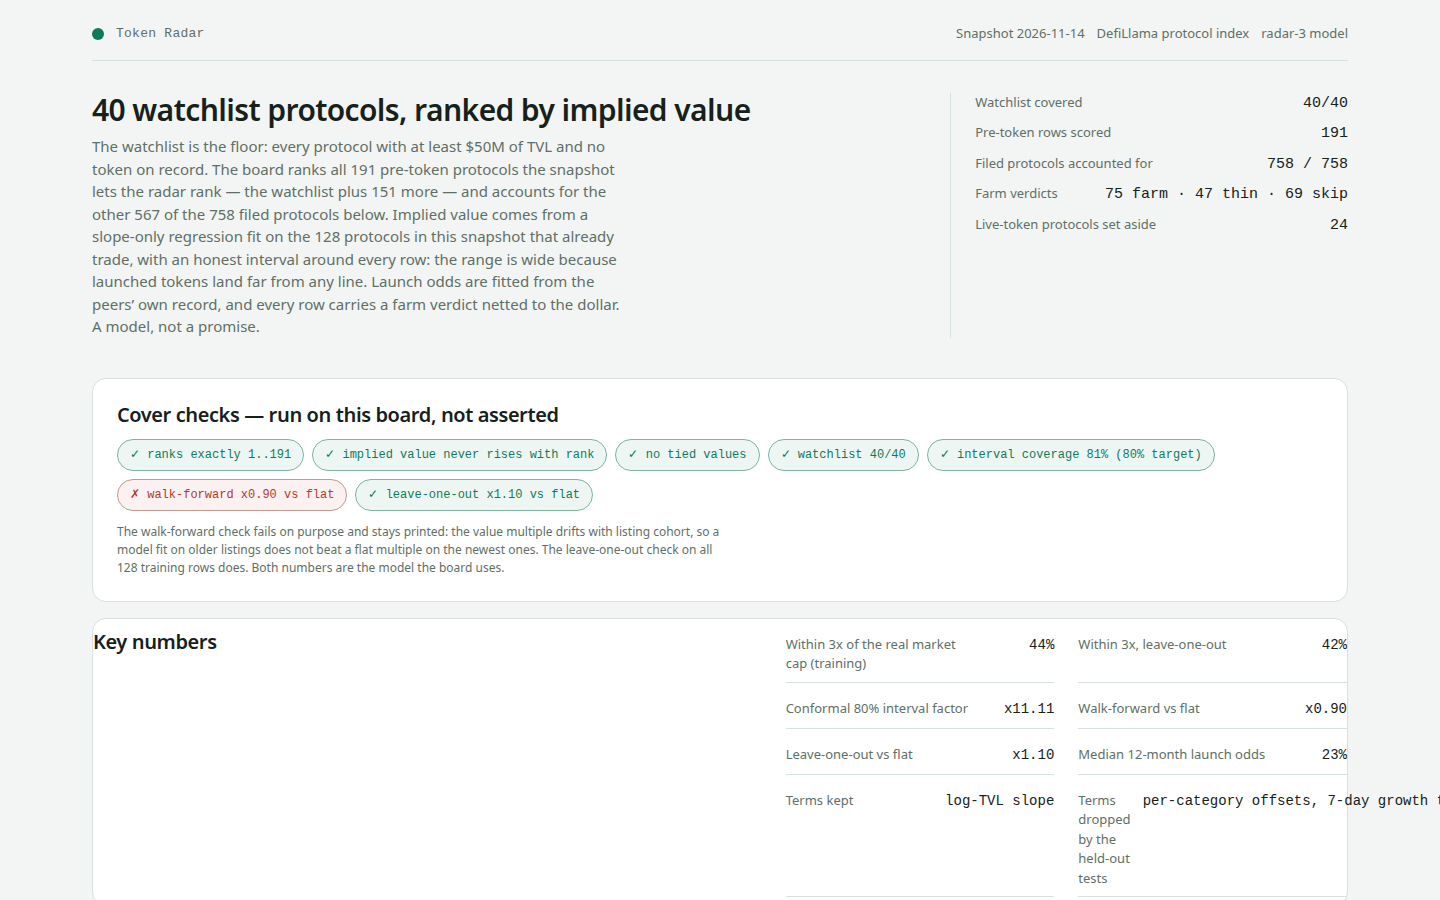 Token Radar
Snapshot 2026-11-14 DefiLlama protocol index radar-3 model
40 watchlist protocols, ranked by implied value
The watchlist is the floor: every protocol with at least $50M of TVL and no
token on record. The board ranks all 191 pre-token protocols the snapshot
lets the radar rank — the watchlist plus 151 more — and accounts for the
other 567 of the 758 filed protocols below. Implied value comes from a
slope-only regression fit on the 128 protocols in this snapshot that already
trade, with an honest interval around every row: the range is wide because
launched tokens land far from any line. Launch odds are fitted from the
peers’ own record, and every row carries a farm verdict netted to the dollar.
A model, not a promise.
Watchlist covered 40/40
Pre-token rows scored 191
Filed protocols accounted for 758 / 758
Farm verdicts 75 farm · 47 thin · 69 skip
Live-token protocols set aside 24
Cover checks — run on this board, not asserted
✓ ranks exactly 1..191 ✓ implied value never rises with rank ✓ no tied values ✓ watchlist 40/40 ✓ interval coverage 81% (80% target)
✗ walk-forward x0.90 vs flat ✓ leave-one-out x1.10 vs flat
The walk-forward check fails on purpose and stays printed: the value multiple drifts with listing cohort, so a
model fit on older listings does not beat a flat multiple on the newest ones. The leave-one-out check on all
128 training rows does. Both numbers are the model the board uses.
Key numbers
Within 3x of the real market
cap (training)
44%
Within 3x, leave-one-out 42%
Conformal 80% interval factor x11.11
Walk-forward vs flat x0.90
Leave-one-out vs flat x1.10
Median 12-month launch odds 23%
Terms kept log-TVL slope
Terms
dropped
by the
held-out
tests
per-category offsets, 7-day growth